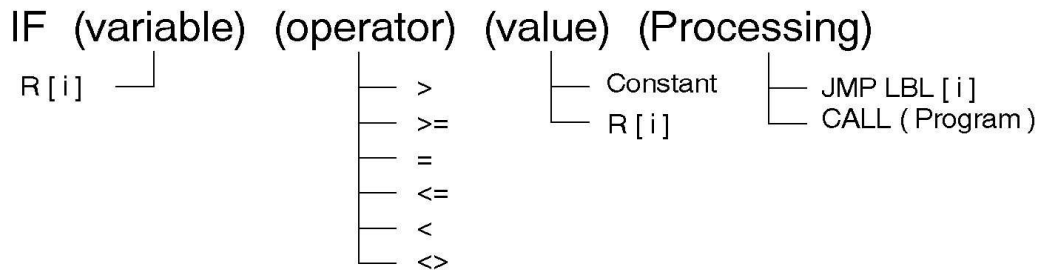 IF (variable) (operator) (value) (Processing)
R [ i ] > Constant JMP LBL [ i ]
>= R [ i ] CALL ( Program )
=
<=
<
<>